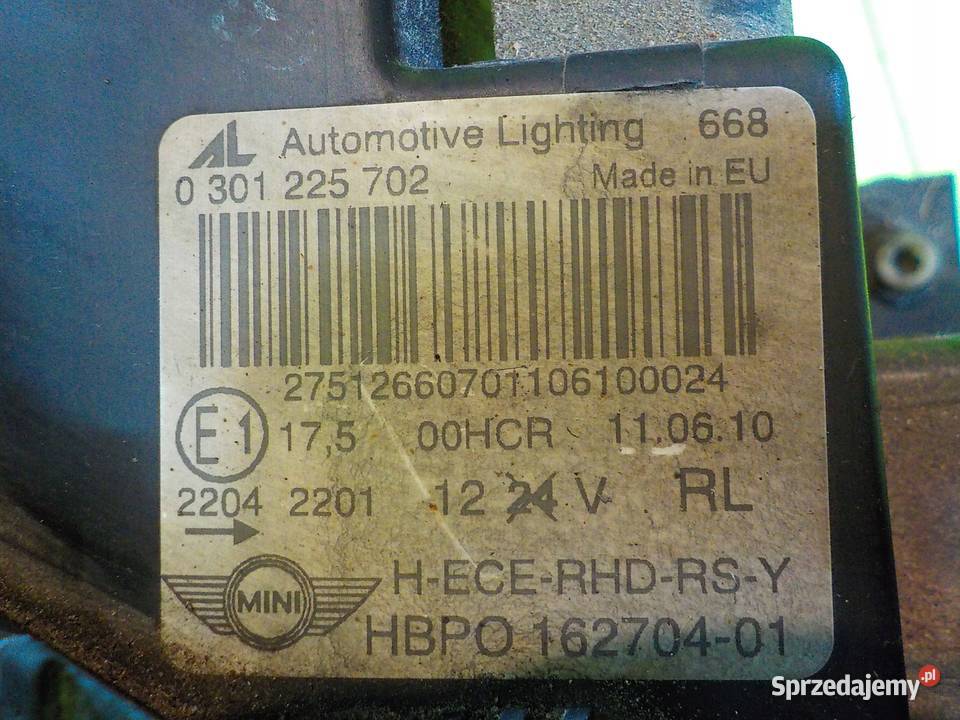 AL Automotive Lighting 668
0 301 225 702 Made in EU
27512660701106100024
E1 17,5 00HCR 11.06.10
2204 2201 12 24 V RL
MINI H-ECE-RHD-RS-Y
HBPO 162704-01
Sprzedajemy.pl